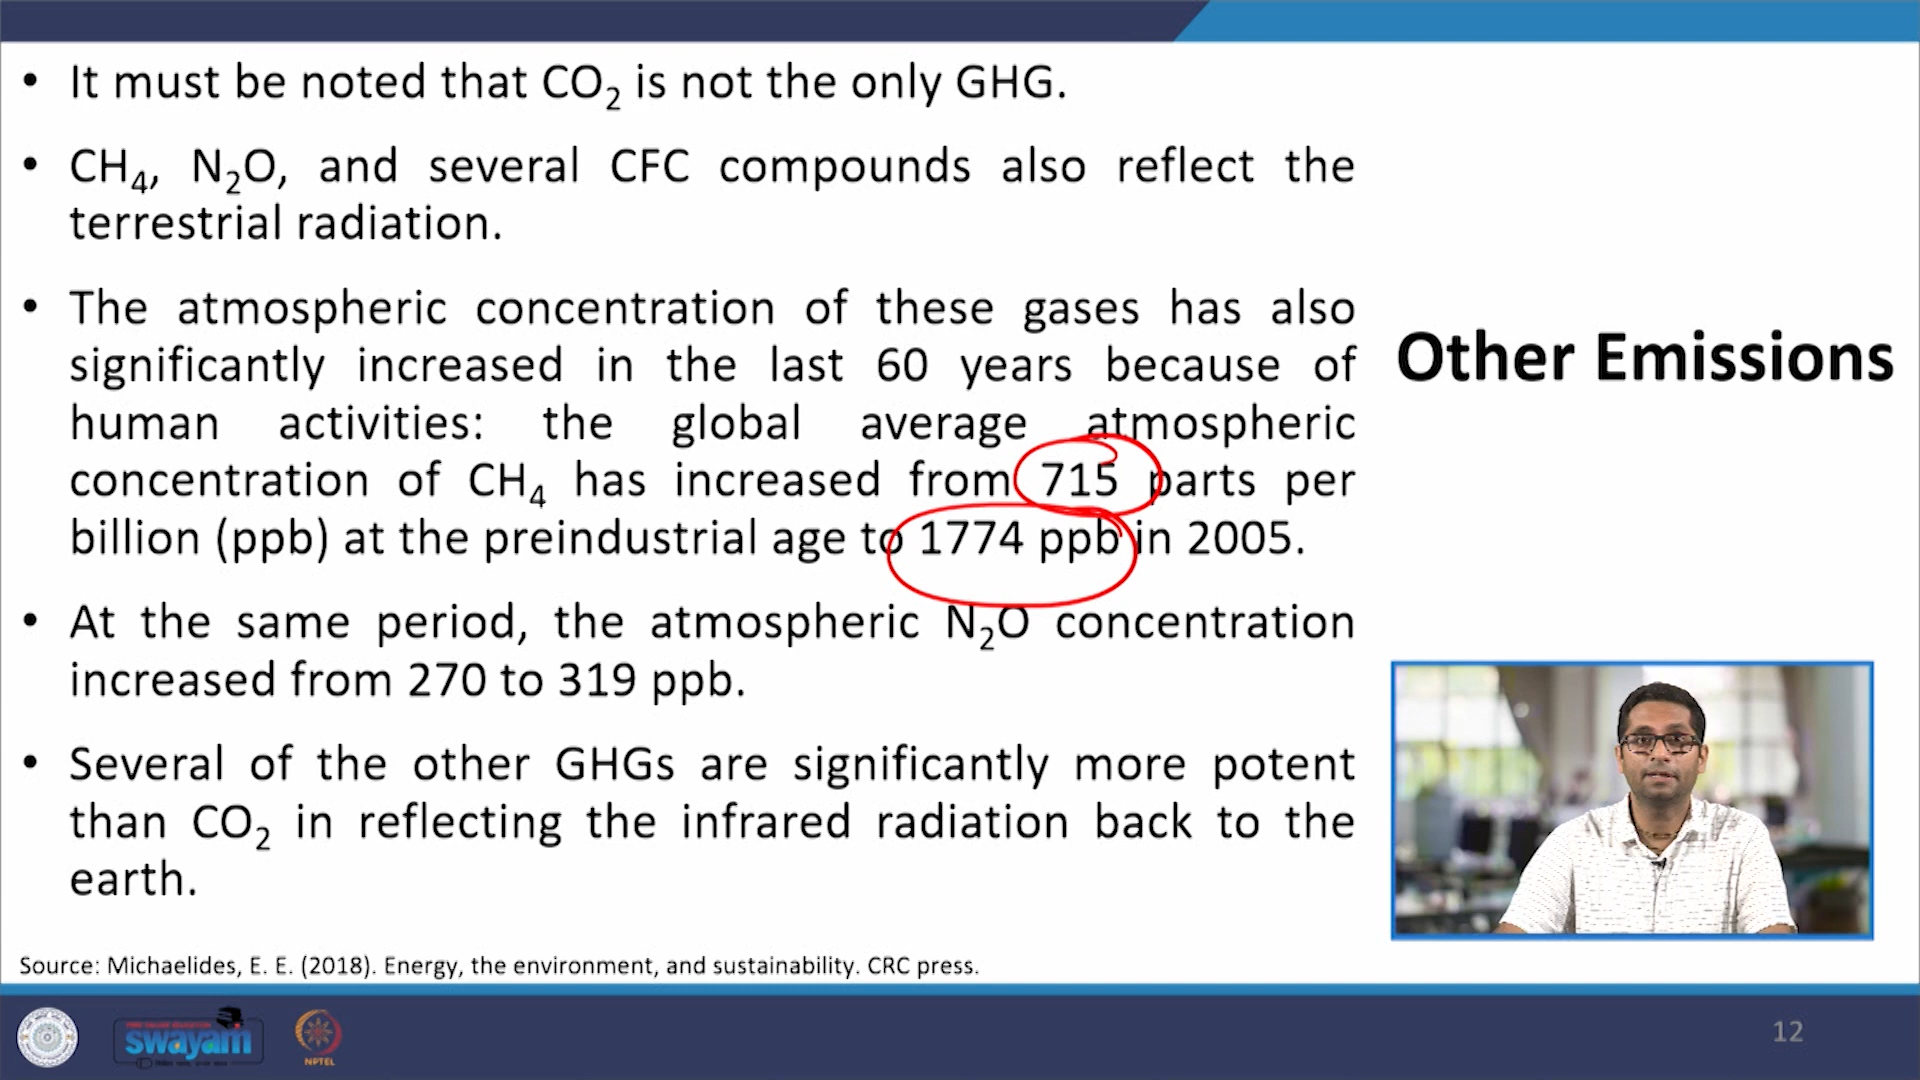 • It must be noted that CO₂ is not the only GHG.
• CH₄, N₂O, and several CFC compounds also reflect the
terrestrial radiation.
• The atmospheric concentration of these gases has also
significantly increased in the last 60 years because of
human activities: the global average atmospheric
concentration of CH₄ has increased from 715 parts per
billion (ppb) at the preindustrial age to 1774 ppb in 2005.
• At the same period, the atmospheric N₂O concentration
increased from 270 to 319 ppb.
• Several of the other GHGs are significantly more potent
than CO₂ in reflecting the infrared radiation back to the
earth.
Other Emissions
Source: Michaelides, E. E. (2018). Energy, the environment, and sustainability. CRC press.
swayam
NPTEL
12